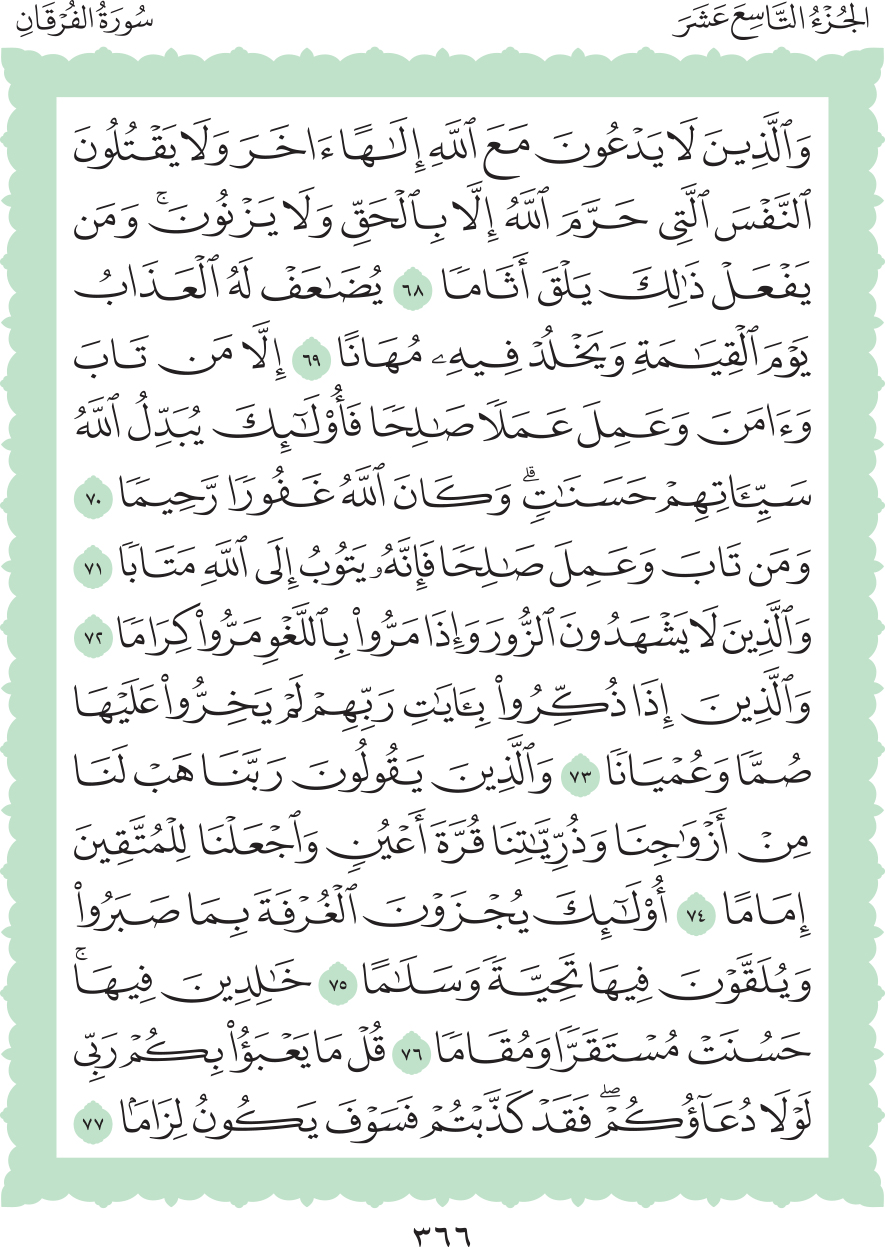 الجُزْءُ التَّاسِعَ عَشَرَ
سُورَةُ الفُرْقَانِ
وَٱلَّذِينَ لَا يَدْعُونَ مَعَ ٱللَّهِ إِلَـٰهًا ءَاخَرَ وَلَا يَقْتُلُونَ
ٱلنَّفْسَ ٱلَّتِي حَرَّمَ ٱللَّهُ إِلَّا بِٱلْحَقِّ وَلَا يَزْنُونَۚ وَمَن
يَفْعَلْ ذَٰلِكَ يَلْقَ أَثَامٗا ٦٨ يُضَٰعَفْ لَهُ ٱلْعَذَابُ
يَوْمَ ٱلْقِيَٰمَةِ وَيَخْلُدْ فِيهِۦ مُهَانًا ٦٩ إِلَّا مَن تَابَ
وَءَامَنَ وَعَمِلَ عَمَلٗا صَٰلِحٗا فَأُوْلَٰٓئِكَ يُبَدِّلُ ٱللَّهُ
سَيِّـَٔاتِهِمْ حَسَنَٰتٖۗ وَكَانَ ٱللَّهُ غَفُورٗا رَّحِيمٗا ٧٠
وَمَن تَابَ وَعَمِلَ صَٰلِحٗا فَإِنَّهُۥ يَتُوبُ إِلَى ٱللَّهِ مَتَابٗا ٧١
وَٱلَّذِينَ لَا يَشْهَدُونَ ٱلزُّورَ وَإِذَا مَرُّواْ بِٱللَّغْوِ مَرُّواْ كِرَامٗا ٧٢
وَٱلَّذِينَ إِذَا ذُكِّرُواْ بِـَٔايَٰتِ رَبِّهِمْ لَمْ يَخِرُّواْ عَلَيْهَا
صُمّٗا وَعُمْيَانٗا ٧٣ وَٱلَّذِينَ يَقُولُونَ رَبَّنَا هَبْ لَنَا
مِنْ أَزْوَٰجِنَا وَذُرِّيَّٰتِنَا قُرَّةَ أَعْيُنٖ وَٱجْعَلْنَا لِلْمُتَّقِينَ
إِمَامًا ٧٤ أُوْلَٰٓئِكَ يُجْزَوْنَ ٱلْغُرْفَةَ بِمَا صَبَرُواْ
وَيُلَقَّوْنَ فِيهَا تَحِيَّةٗ وَسَلَٰمًا ٧٥ خَٰلِدِينَ فِيهَاۚ
حَسُنَتْ مُسْتَقَرّٗا وَمُقَامٗا ٧٦ قُلْ مَا يَعْبَؤُاْ بِكُمْ رَبِّي
لَوْلَا دُعَآؤُكُمْۖ فَقَدْ كَذَّبْتُمْ فَسَوْفَ يَكُونُ لِزَامَۢا ٧٧
٣٦٦